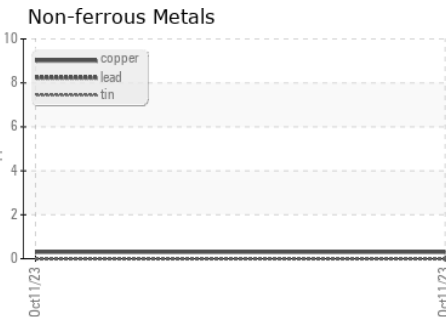 Non-ferrous Metals
10
copper
lead
tin
8
6
4
2
0
Oct11/23
Oct11/23